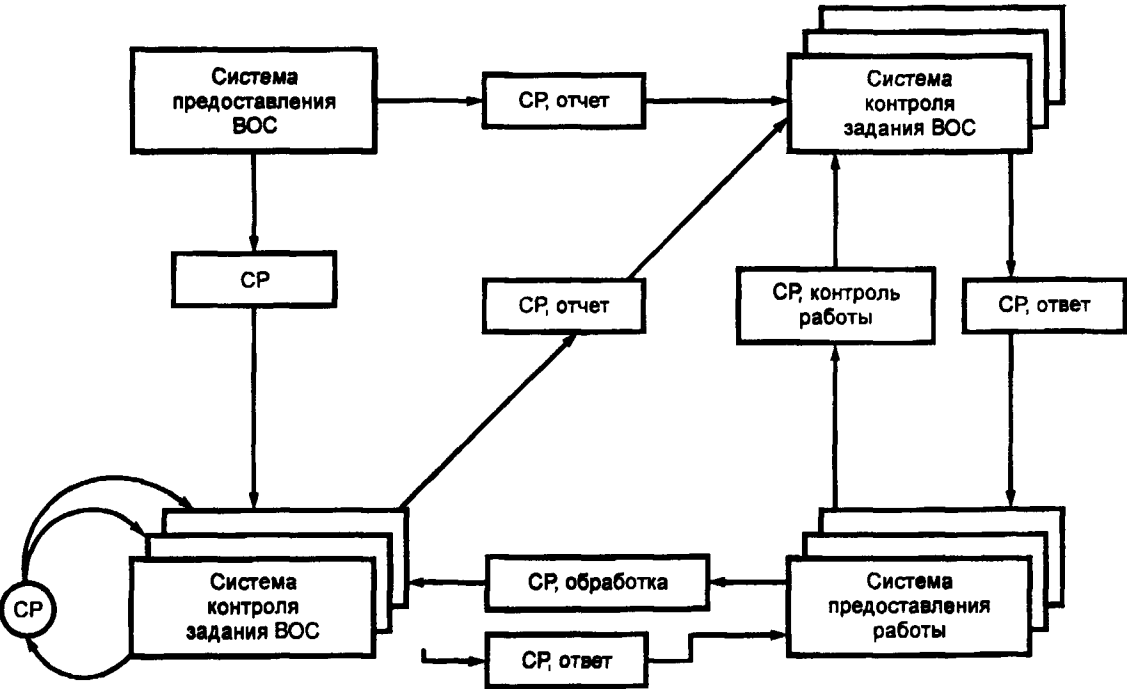 Система
предоставления
ВОС
СР, отчет
Система
контроля
задания ВОС
СР
СР, отчет
СР, контроль
работы
СР, ответ
СР
Система
контроля
задания ВОС
СР, обработка
СР, ответ
Система
предоставления
работы